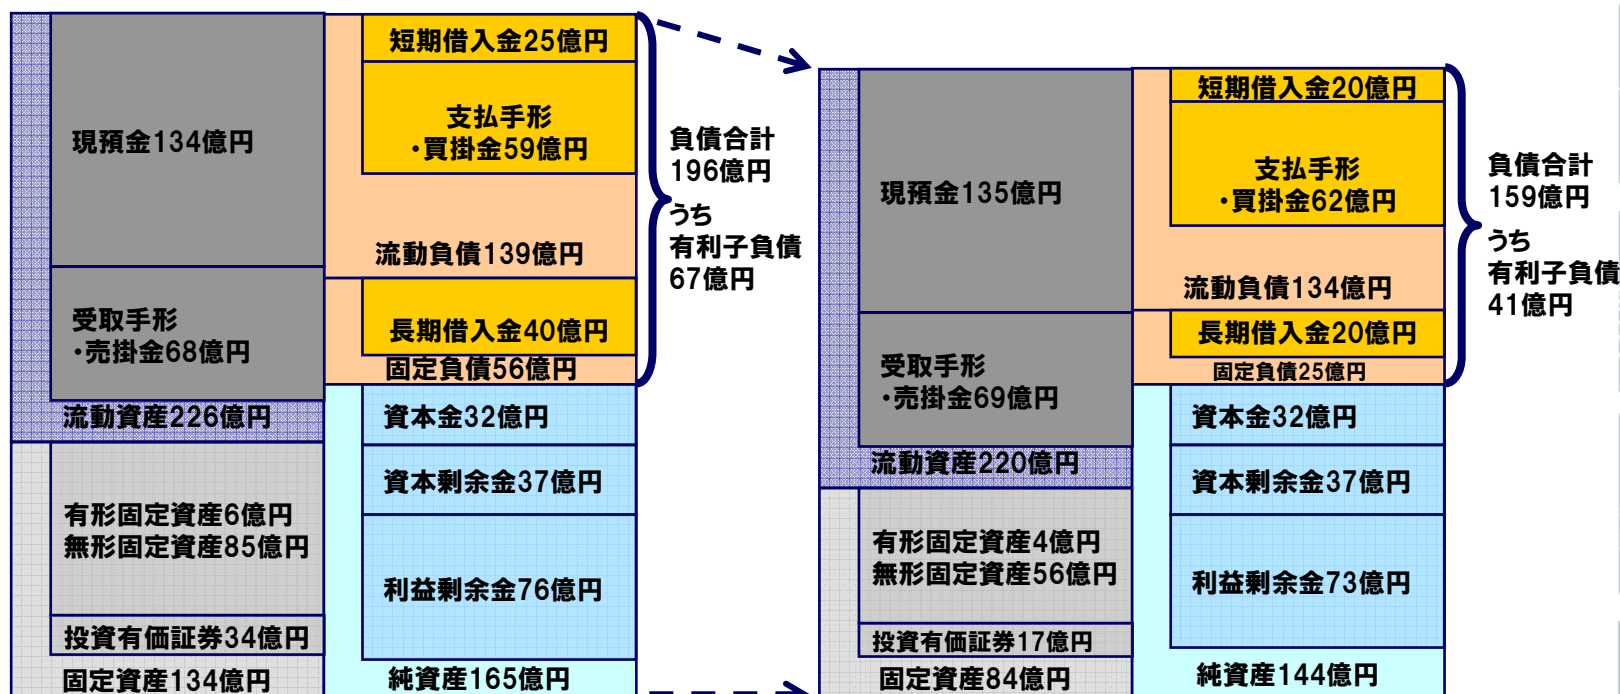 現預金134億円
受取手形
・売掛金68億円
流動資産226億円
有形固定資産6億円
無形固定資産85億円
投資有価証券34億円
固定資産134億円
短期借入金25億円
支払手形
・買掛金59億円
流動負債139億円
長期借入金40億円
固定負債56億円
資本金32億円
資本剰余金37億円
利益剰余金76億円
純資産165億円
負債合計
196億円
うち
有利子負債
67億円
現預金135億円
受取手形
・売掛金69億円
流動資産220億円
有形固定資産4億円
無形固定資産56億円
投資有価証券17億円
固定資産84億円
短期借入金20億円
支払手形
・買掛金62億円
流動負債134億円
長期借入金20億円
固定負債25億円
資本金32億円
資本剰余金37億円
利益剰余金73億円
純資産144億円
負債合計
159億円
うち
有利子負債
41億円